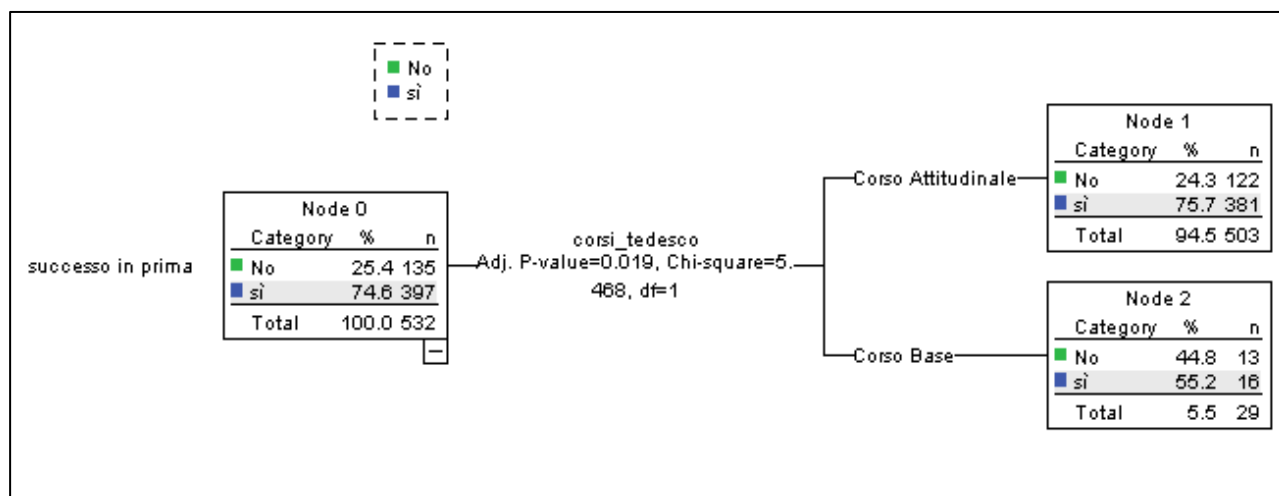 No
sì
successo in prima
Node 0
Category % n
No 25.4 135
sì 74.6 397
Total 100.0 532
corsi_tedesco
Adj. P-value=0.019, Chi-square=5.
468, df=1
Corso Attitudinale
Node 1
Category % n
No 24.3 122
sì 75.7 381
Total 94.5 503
Corso Base
Node 2
Category % n
No 44.8 13
sì 55.2 16
Total 5.5 29